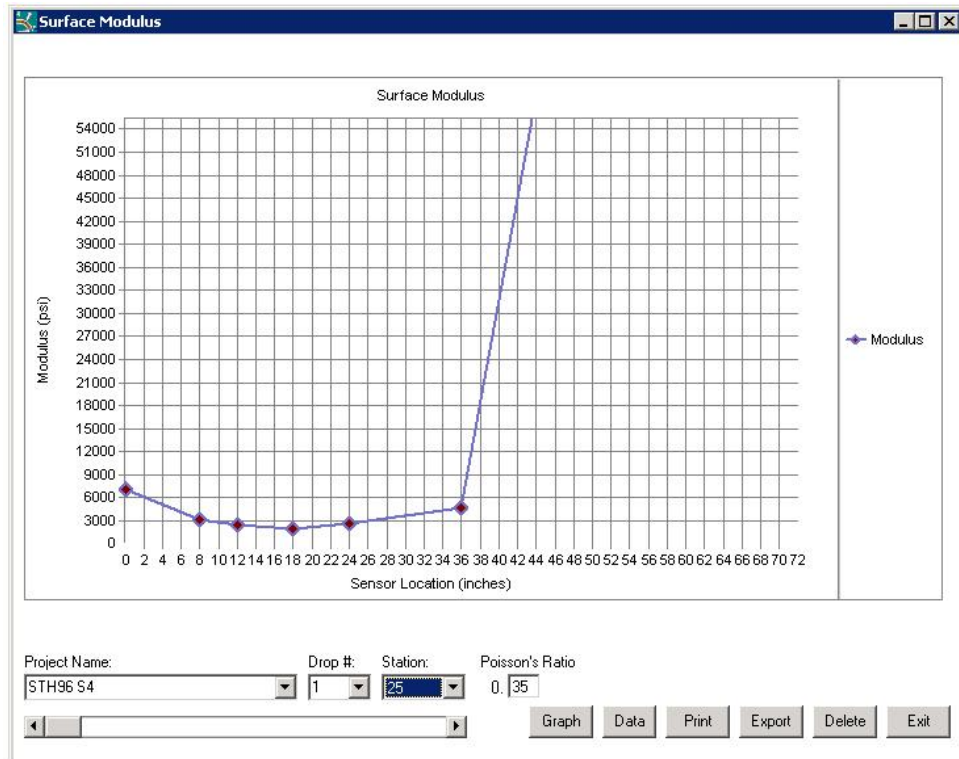 Surface Modulus
Surface Modulus
54000
51000
48000
45000
42000
39000
36000
33000
30000
27000
24000
21000
18000
15000
12000
9000
6000
3000
0
Modulus (psi)
0 2 4 6 8 10 12 14 16 18 20 22 24 26 28 30 32 34 36 38 40 42 44 46 48 50 52 54 56 58 60 62 64 66 68 70 72
Sensor Location (inches)
Modulus
Project Name: Drop #: Station: Poisson's Ratio
STH96 S4 1 25 0. 35
Graph Data Print Export Delete Exit